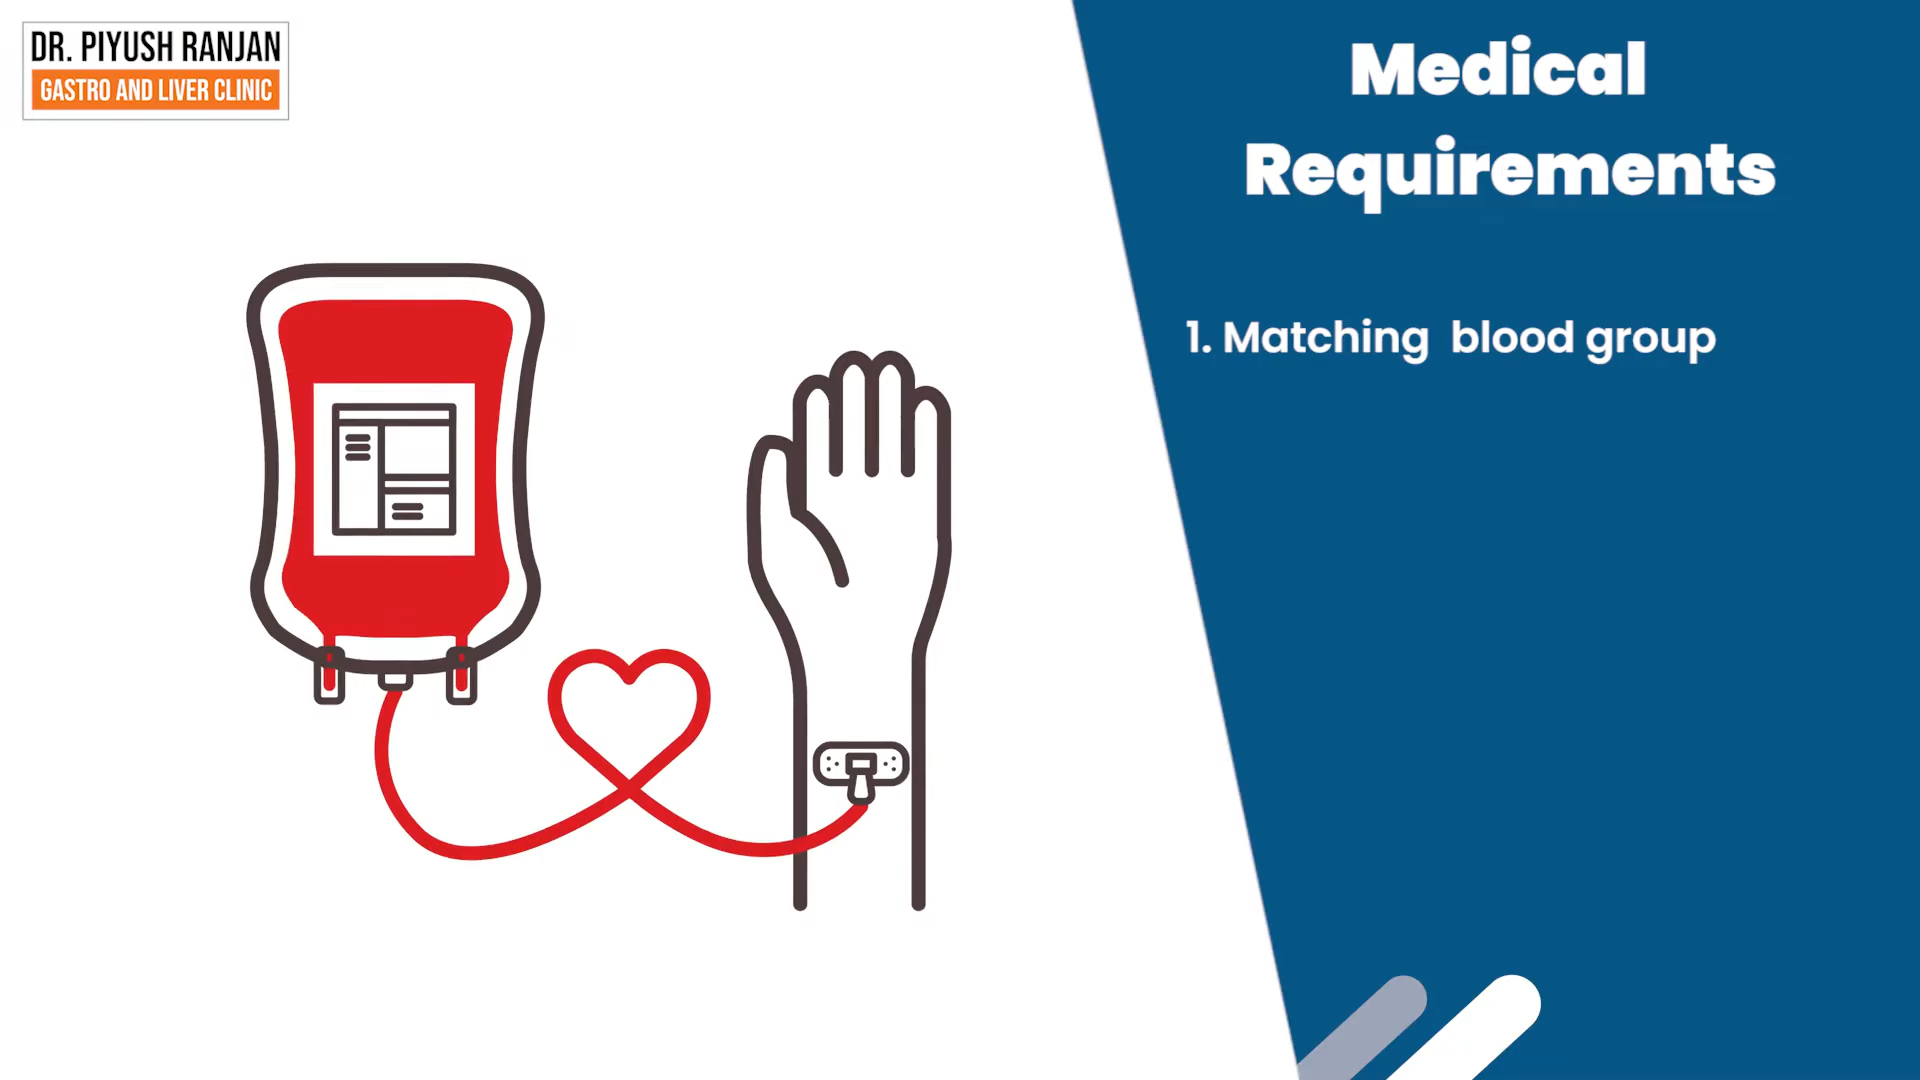 DR. PIYUSH RANJAN
GASTRO AND LIVER CLINIC
Medical
Requirements
1. Matching blood group